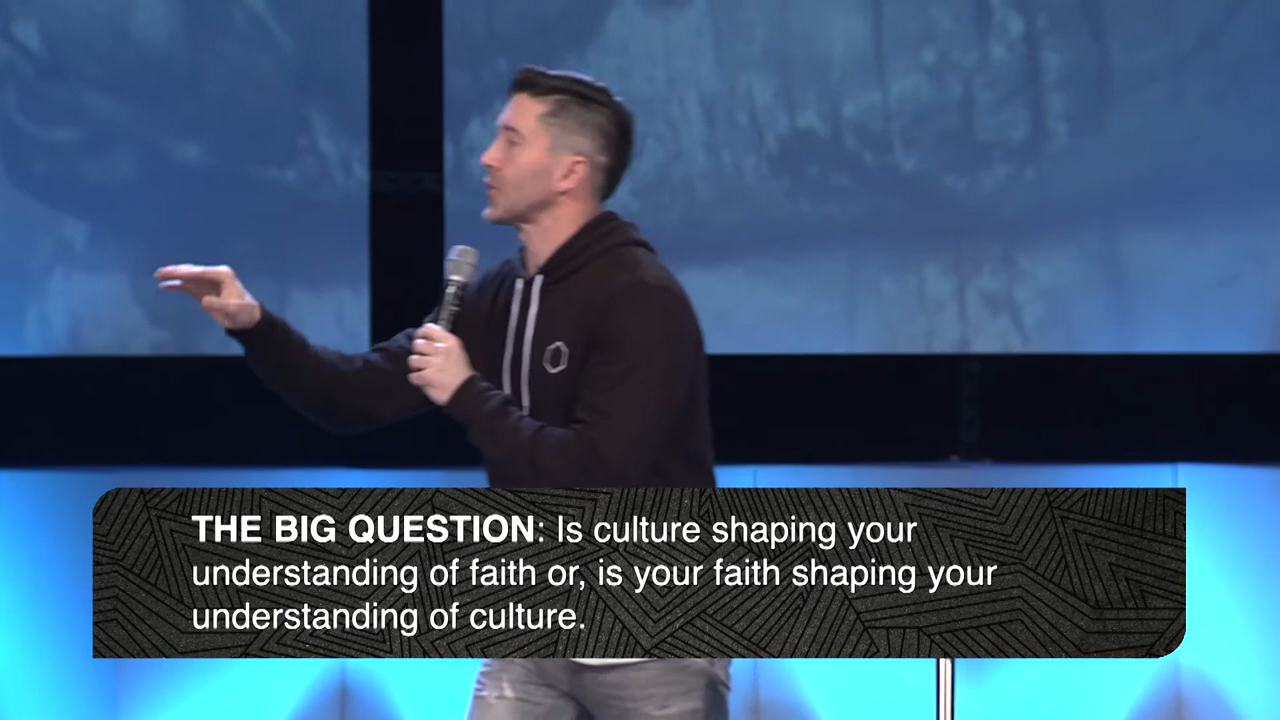 THE BIG QUESTION: Is culture shaping your
understanding of faith or, is your faith shaping your
understanding of culture.